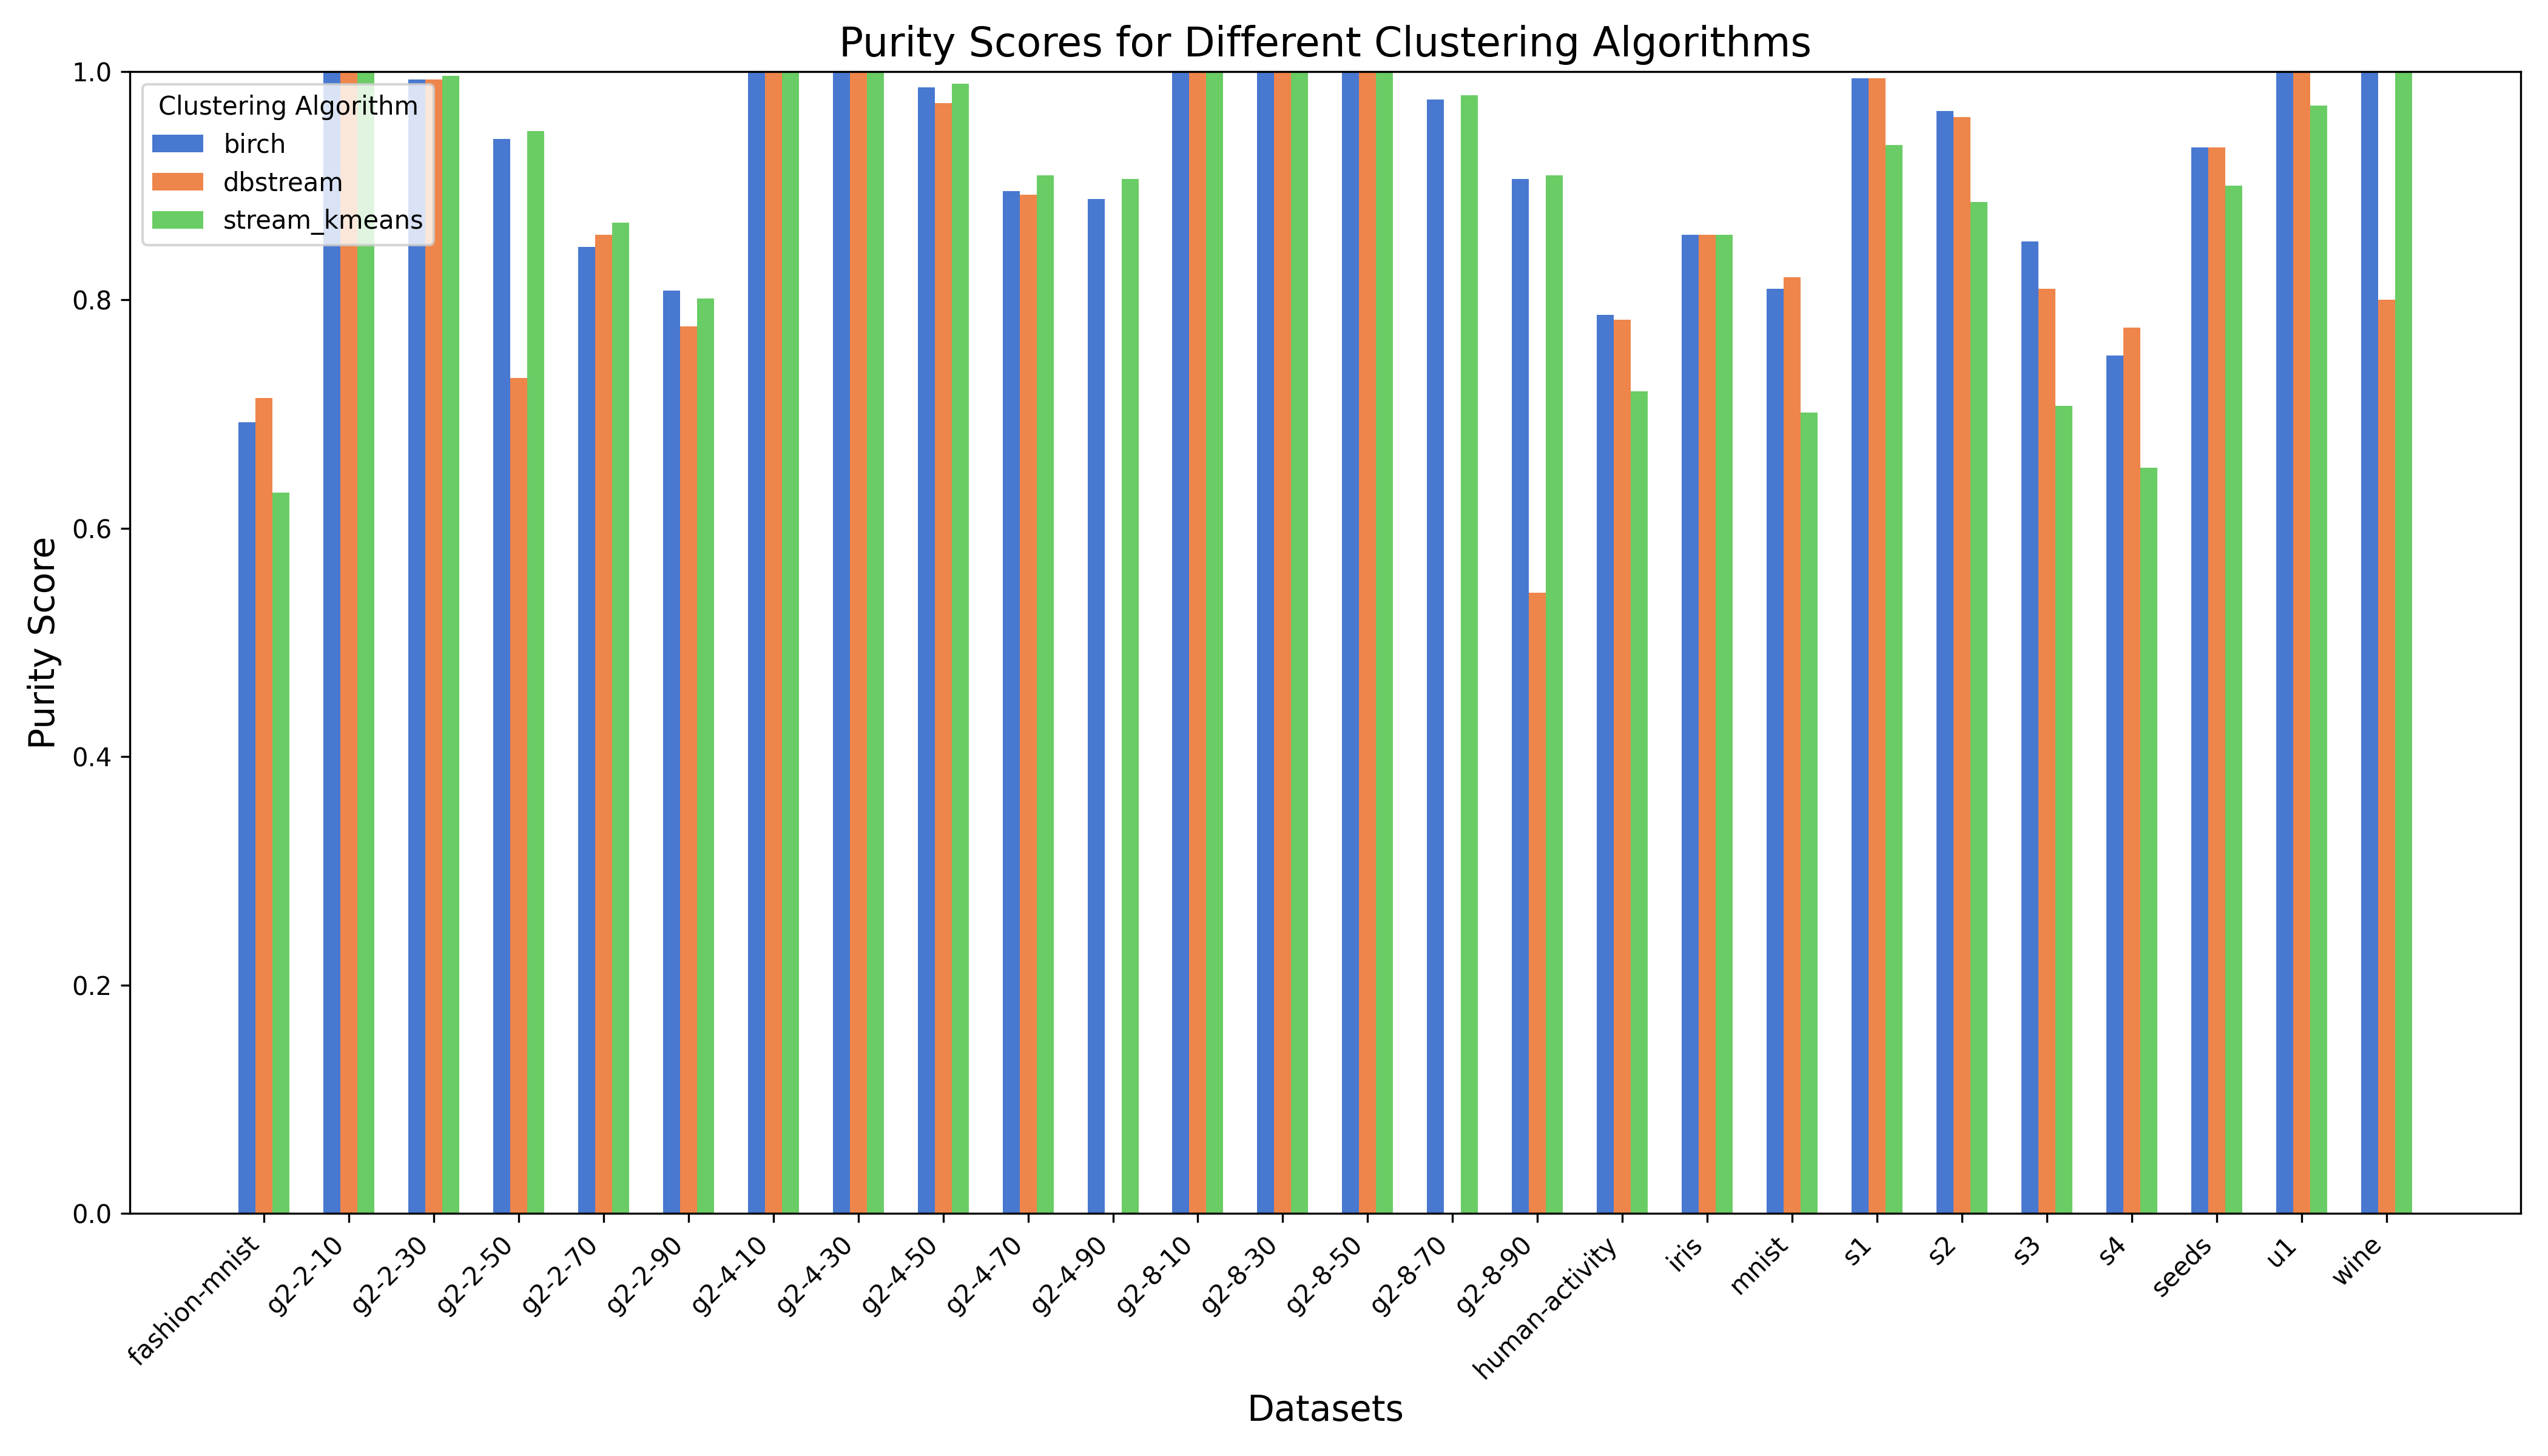 Purity Scores for Different Clustering Algorithms
Clustering Algorithm
birch
dbstream
stream_kmeans
Purity Score
1.0
0.8
0.6
0.4
0.2
0.0
fashion-mnist
g2-2-10
g2-2-30
g2-2-50
g2-2-70
g2-2-90
g2-4-10
g2-4-30
g2-4-50
g2-4-70
g2-4-90
g2-8-10
g2-8-30
g2-8-50
g2-8-70
g2-8-90
human-activity
iris
mnist
s1
s2
s3
s4
seeds
u1
wine
Datasets